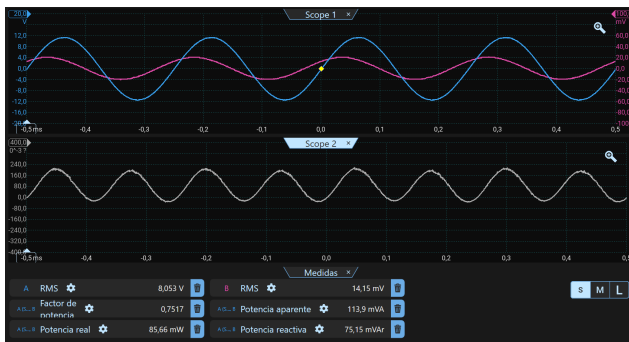 20,0 Scope 1 × 100,
V mV
12,0 60,0
8,0 40,0
4,0 20,0
0,0 0,0
-4,0 -20,0
-8,0 -40,0
-12,0 -60,0
-16,0 -80,0
-100,
-0,5 ms -0,4 -0,3 -0,2 -0,1 0,0 0,1 0,2 0,3 0,4 0,5
400,0 Scope 2 ×
0^-3 ?
240,0
160,0
80,0
0,0
-80,0
-160,0
-240,0
-320,0
-0,5 ms -0,4 -0,3 -0,2 -0,1 0,0 0,1 0,2 0,3 0,4 0,5
Medidas ×
A RMS 8,053 V B RMS 14,15 mV S M L
A(S... B Factor de potencia 0,7517 A(S... B Potencia aparente 113,9 mVA
A(S... B Potencia real 85,66 mW A(S... B Potencia reactiva 75,15 mVAr